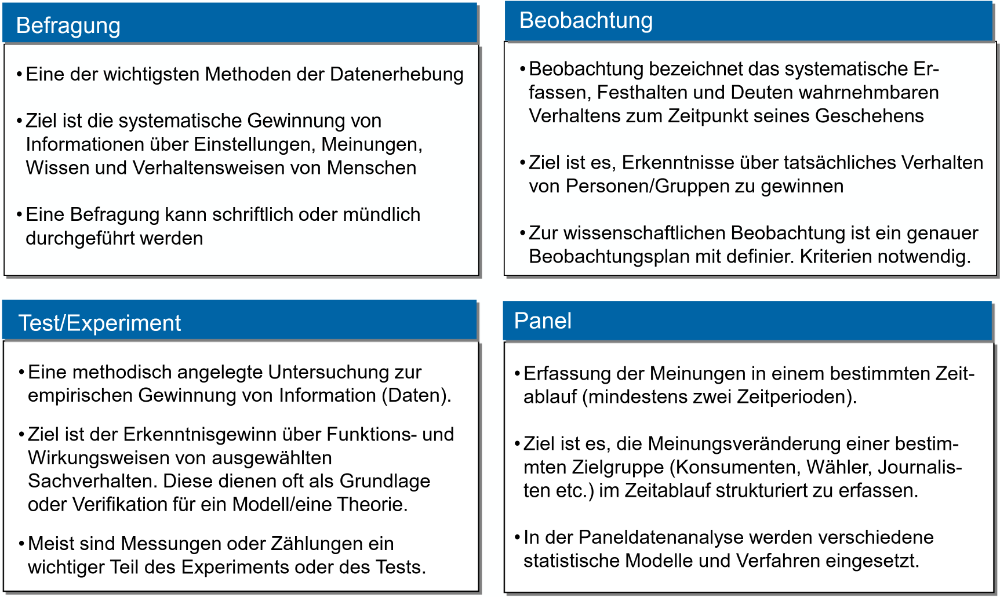 Befragung
• Eine der wichtigsten Methoden der Datenerhebung
• Ziel ist die systematische Gewinnung von
Informationen über Einstellungen, Meinungen,
Wissen und Verhaltensweisen von Menschen
• Eine Befragung kann schriftlich oder mündlich
durchgeführt werden
Beobachtung
• Beobachtung bezeichnet das systematische Er-
fassen, Festhalten und Deuten wahrnehmbaren
Verhaltens zum Zeitpunkt seines Geschehens
• Ziel ist es, Erkenntnisse über tatsächliches Verhalten
von Personen/Gruppen zu gewinnen
• Zur wissenschaftlichen Beobachtung ist ein genauer
Beobachtungsplan mit definier. Kriterien notwendig.
Test/Experiment
• Eine methodisch angelegte Untersuchung zur
empirischen Gewinnung von Information (Daten).
• Ziel ist der Erkenntnisgewinn über Funktions- und
Wirkungsweisen von ausgewählten
Sachverhalten. Diese dienen oft als Grundlage
oder Verifikation für ein Modell/eine Theorie.
• Meist sind Messungen oder Zählungen ein
wichtiger Teil des Experiments oder des Tests.
Panel
• Erfassung der Meinungen in einem bestimmten Zeit-
ablauf (mindestens zwei Zeitperioden).
• Ziel ist es, die Meinungsveränderung einer bestim-
mten Zielgruppe (Konsumenten, Wähler, Journalis-
ten etc.) im Zeitablauf strukturiert zu erfassen.
• In der Paneldatenanalyse werden verschiedene
statistische Modelle und Verfahren eingesetzt.